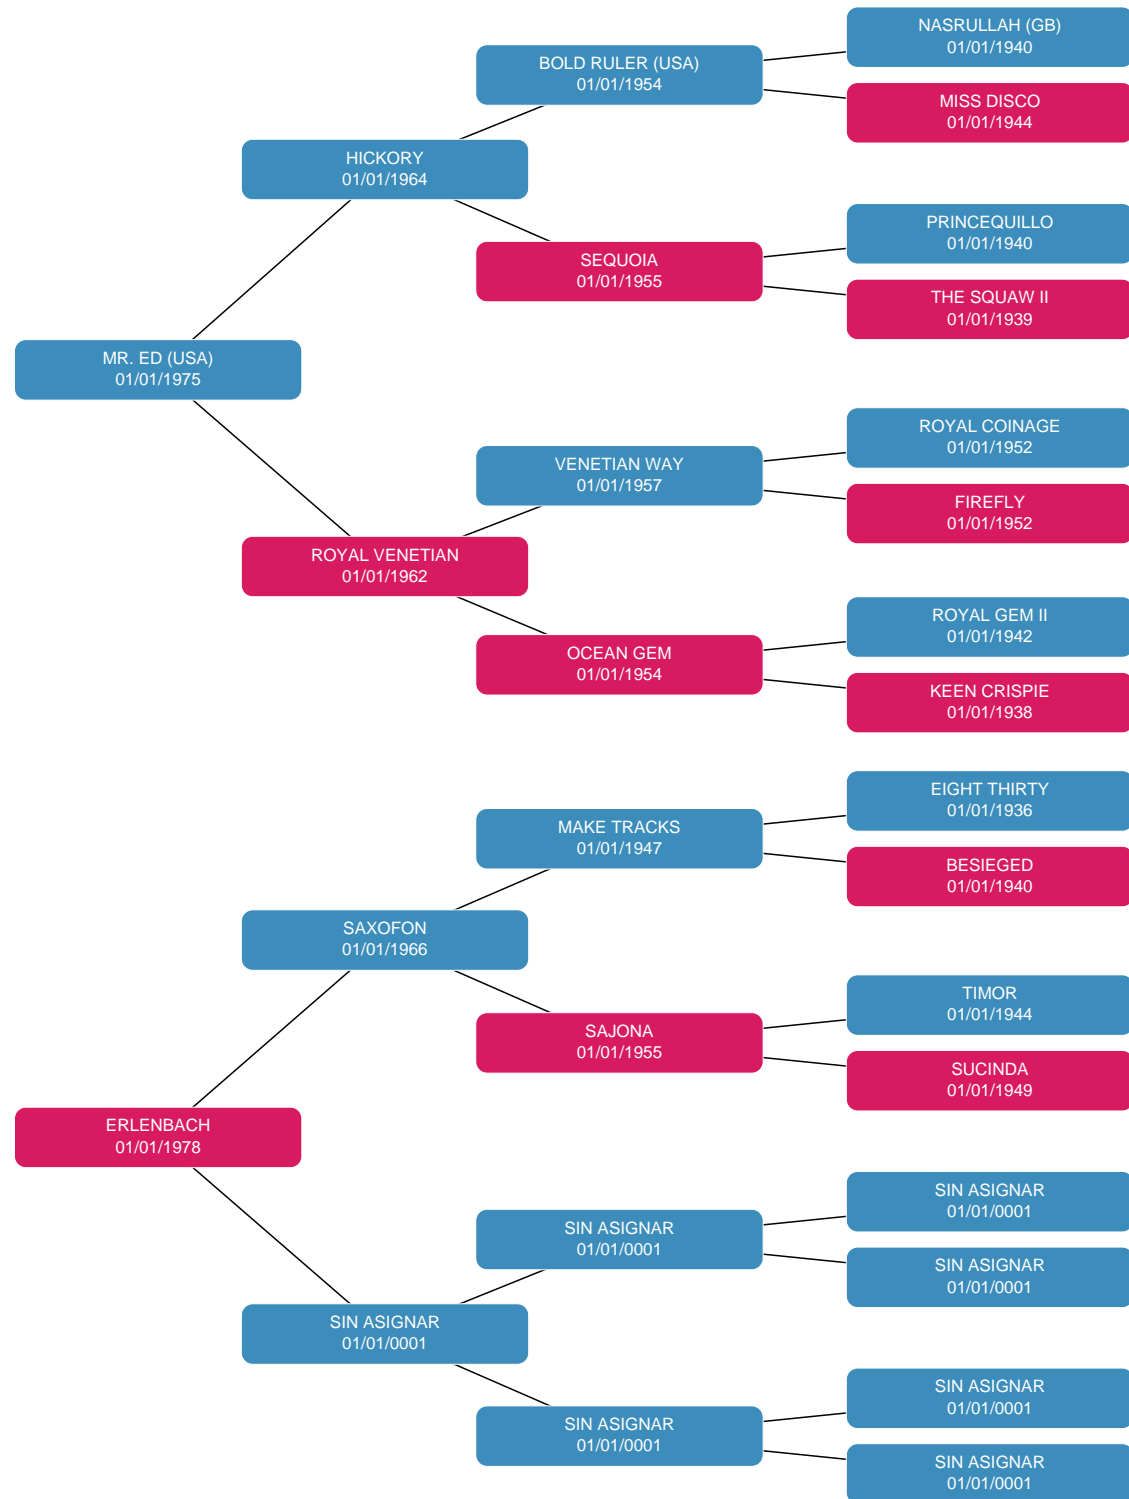 NASRULLAH (GB)
01/01/1940
BOLD RULER (USA)
01/01/1954
MISS DISCO
01/01/1944
HICKORY
01/01/1964
PRINCEQUILLO
01/01/1940
SEQUOIA
01/01/1955
THE SQUAW II
01/01/1939
MR. ED (USA)
01/01/1975
ROYAL COINAGE
01/01/1952
VENETIAN WAY
01/01/1957
FIREFLY
01/01/1952
ROYAL VENETIAN
01/01/1962
ROYAL GEM II
01/01/1942
OCEAN GEM
01/01/1954
KEEN CRISPIE
01/01/1938
EIGHT THIRTY
01/01/1936
MAKE TRACKS
01/01/1947
BESIEGED
01/01/1940
SAXOFON
01/01/1966
TIMOR
01/01/1944
SAJONA
01/01/1955
SUCINDA
01/01/1949
ERLENBACH
01/01/1978
SIN ASIGNAR
01/01/0001
SIN ASIGNAR
01/01/0001
SIN ASIGNAR
01/01/0001
SIN ASIGNAR
01/01/0001
SIN ASIGNAR
01/01/0001
SIN ASIGNAR
01/01/0001
SIN ASIGNAR
01/01/0001